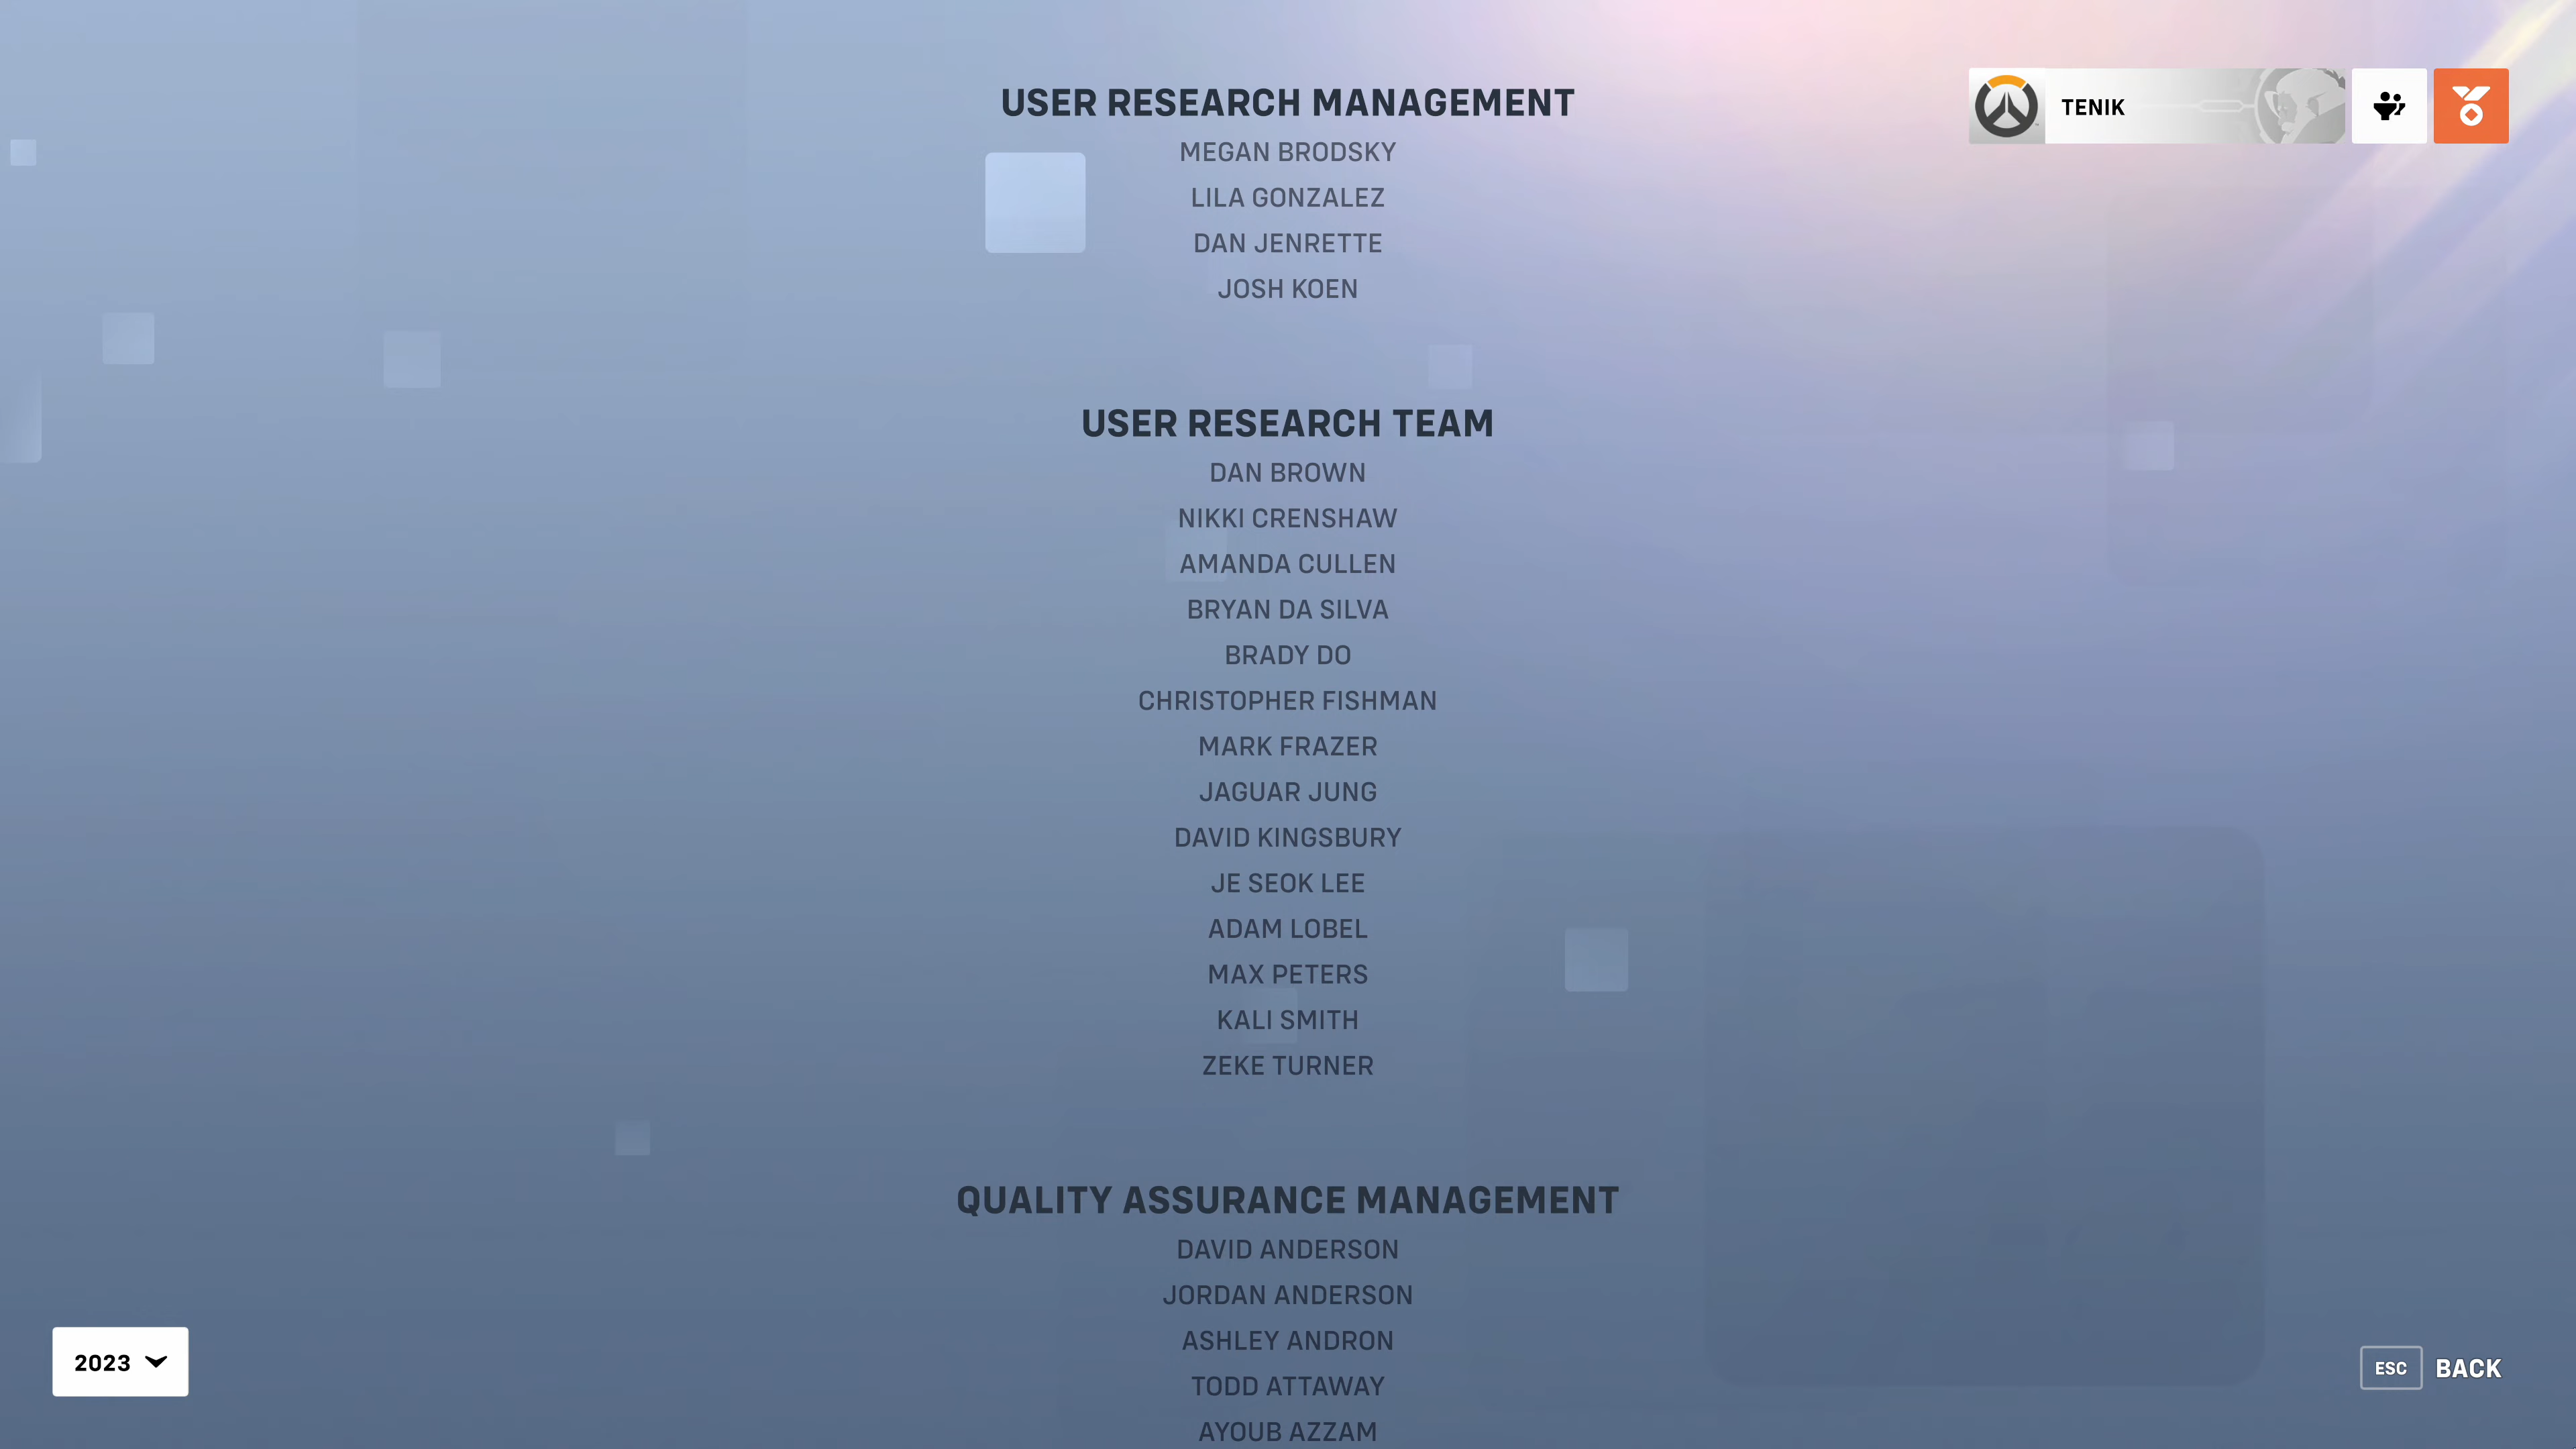 USER RESEARCH MANAGEMENT
MEGAN BRODSKY
LILA GONZALEZ
DAN JENRETTE
JOSH KOEN
TENIK
USER RESEARCH TEAM
DAN BROWN
NIKKI CRENSHAW
AMANDA CULLEN
BRYAN DA SILVA
BRADY DO
CHRISTOPHER FISHMAN
MARK FRAZER
JAGUAR JUNG
DAVID KINGSBURY
JE SEOK LEE
ADAM LOBEL
MAX PETERS
KALI SMITH
ZEKE TURNER
QUALITY ASSURANCE MANAGEMENT
DAVID ANDERSON
JORDAN ANDERSON
ASHLEY ANDRON
TODD ATTAWAY
AYOUB AZZAM
2023
ESC BACK